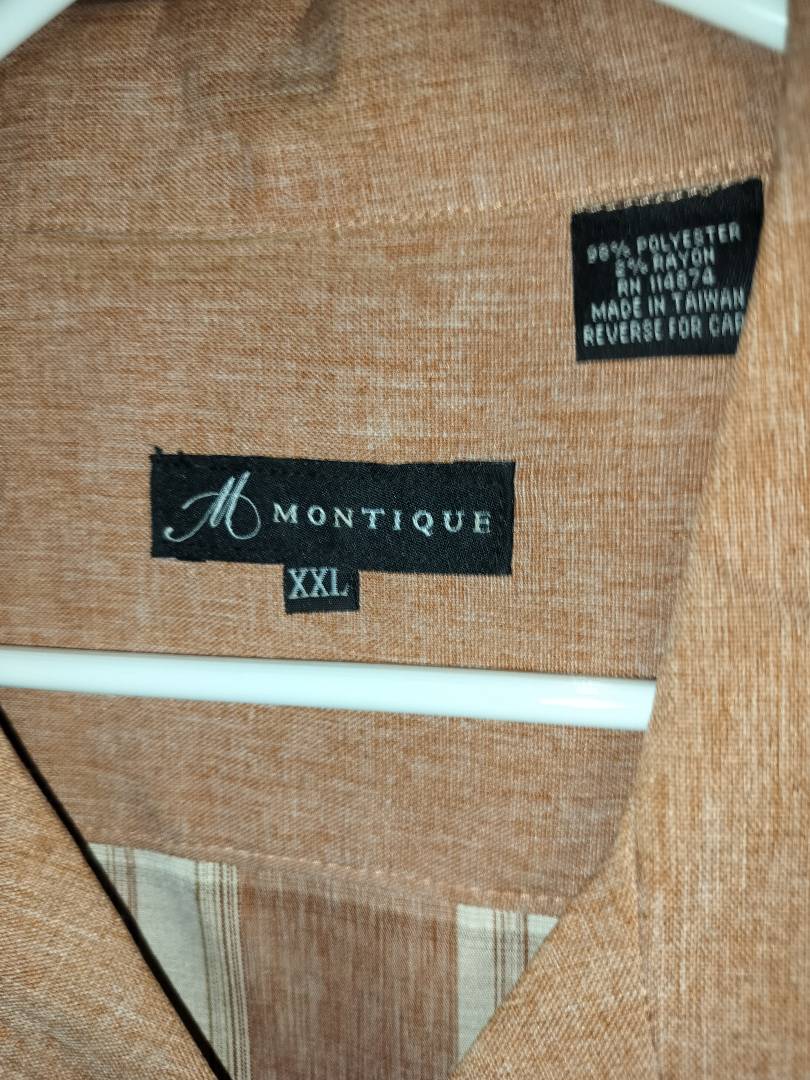 98% POLYESTER
2% RAYON
RN 114874
MADE IN TAIWAN
REVERSE FOR CAR
M MONTIQUE
XXL